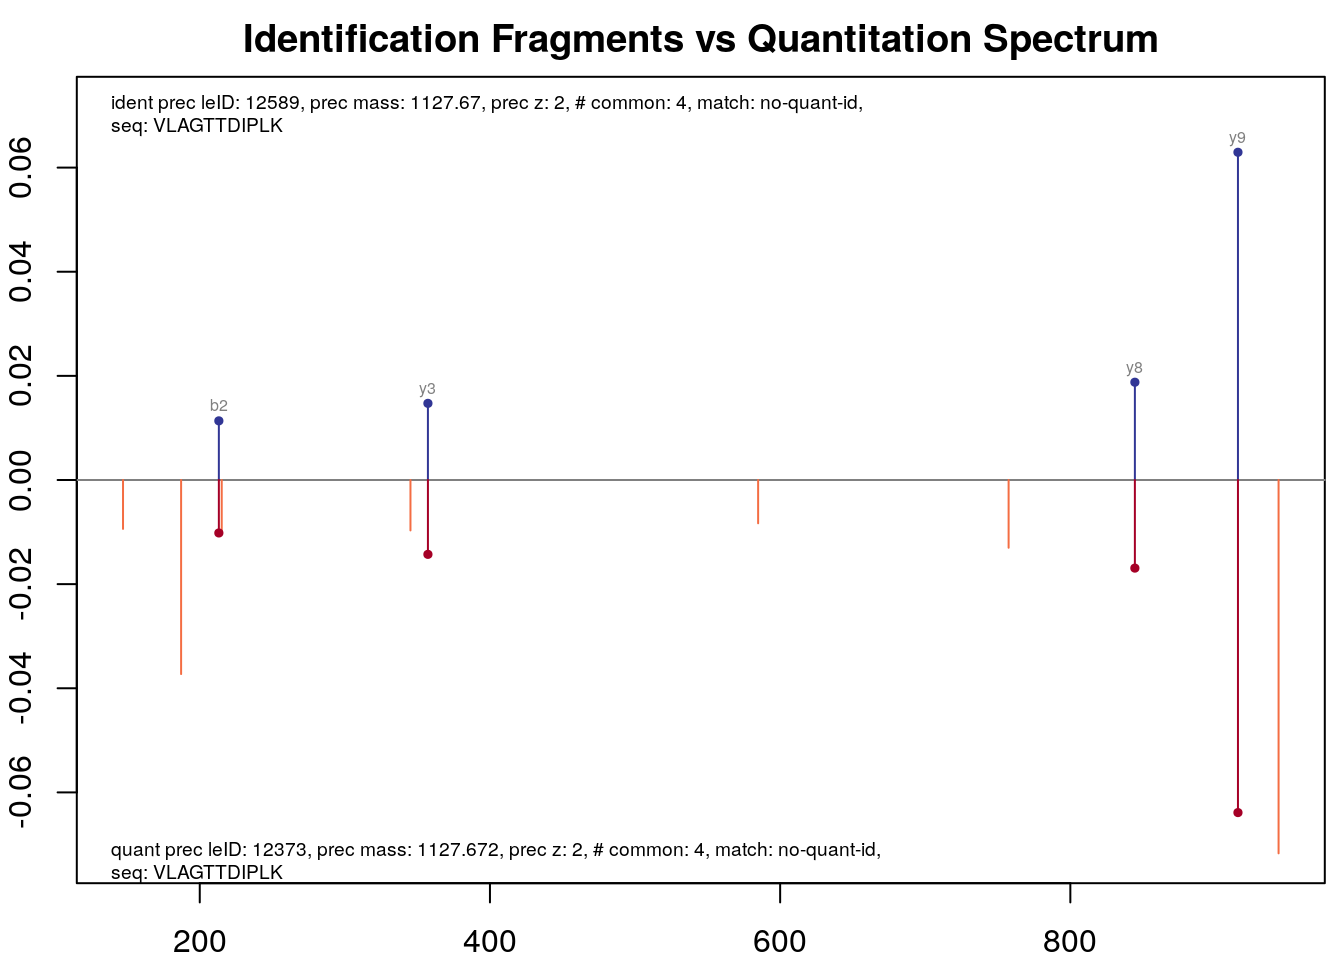 Identification Fragments vs Quantitation Spectrum
ident prec leID: 12589, prec mass: 1127.67, prec z: 2, # common: 4, match: no-quant-id,
seq: VLAGTTDIPLK
y9
0.06
0.04
0.02
y8
y3
b2
0.00
-0.02
-0.04
-0.06
quant prec leID: 12373, prec mass: 1127.672, prec z: 2, # common: 4, match: no-quant-id,
seq: VLAGTTDIPLK
200 400 600 800